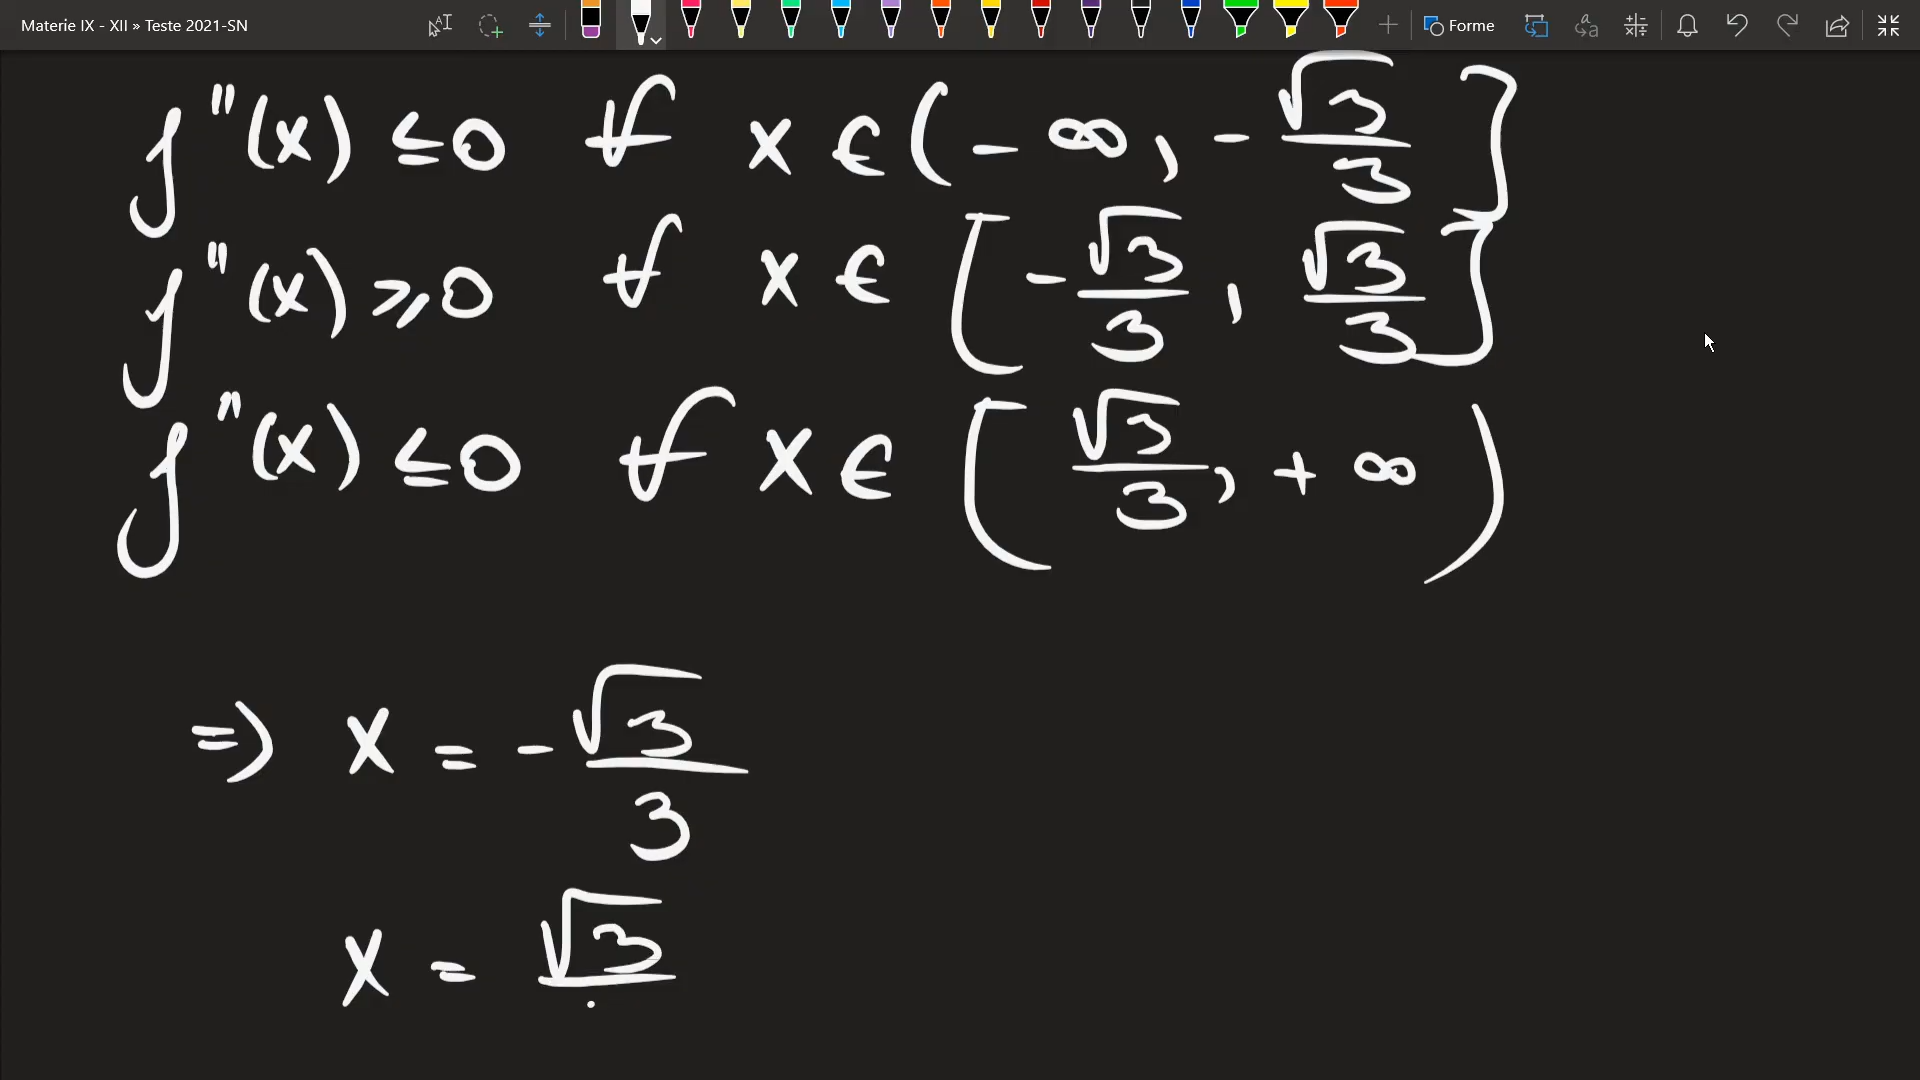 Materie IX - XII » Teste 2021-SN
Forme
f''(x) ≤ 0 ∀ x ∈ (-∞, -√3/3]
f''(x) ≥ 0 ∀ x ∈ [-√3/3, √3/3]
f''(x) ≤ 0 ∀ x ∈ [√3/3, +∞)
=> x = -√3/3
x = √3